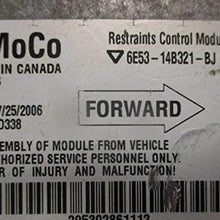 MoCo
Restraints Control Modu
IN CANADA
6E53-14B321-BJ
/25/2006
D338
FORWARD
EMBLY OF MODULE FROM VEHICLE
HORIZED SERVICE PERSONNEL ONLY.
OF INJURY AND MALFUNCTION!
205302861113